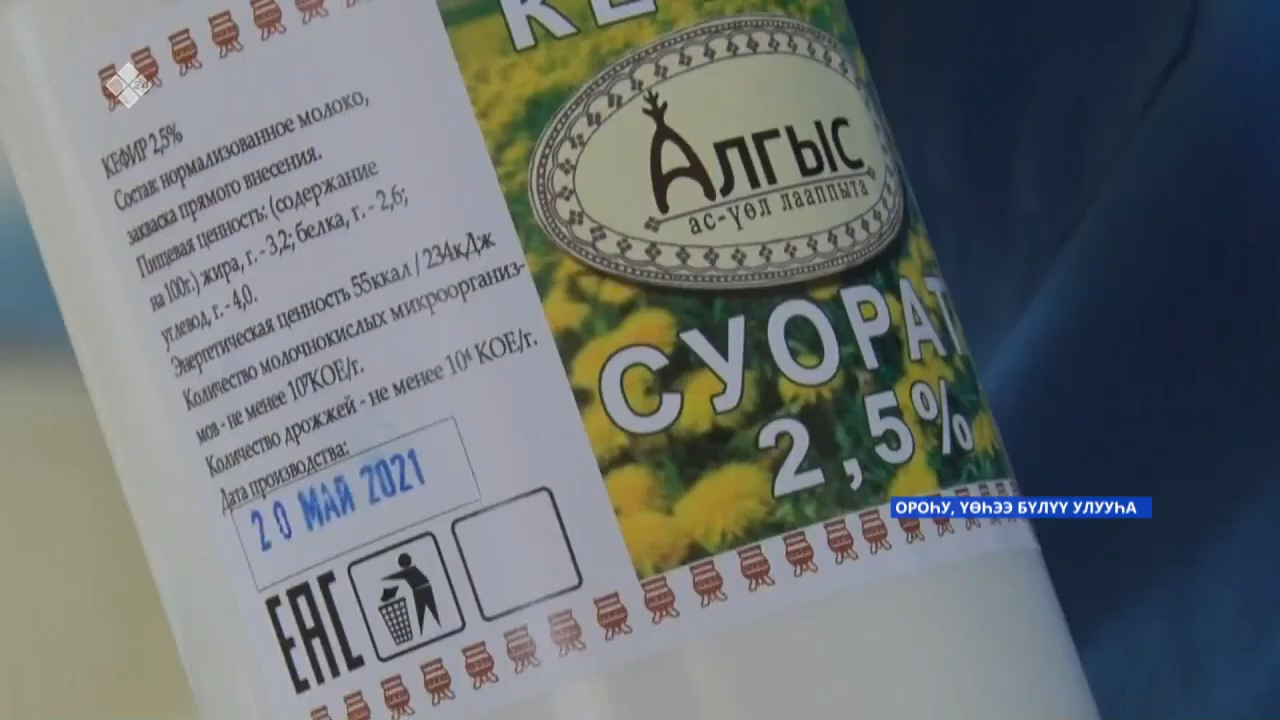 КЕФИР 2,5%
Состав: нормализованное молоко,
закваска прямого внесения.
Пищевая ценность: (содержание
на 100г.) жира, г. - 3,2; белка, г. - 2,6;
углевод, г. - 4,0.
Энергетическая ценность 55ккал / 234кДж
Количество молочнокислых микроорганиз-
мов - не менее 10⁷КОЕ/г.
Количество дрожжей - не менее 10⁴ КОЕ/г.
Дата производства:
20 МАЙ 2021
ЕАС
КЕ
Алгыс
ас-үөл лааппыта
СУОРАТ
2,5%
ОРОҺУ, ҮӨҺЭЭ БҮЛҮҮ УЛУУҺА